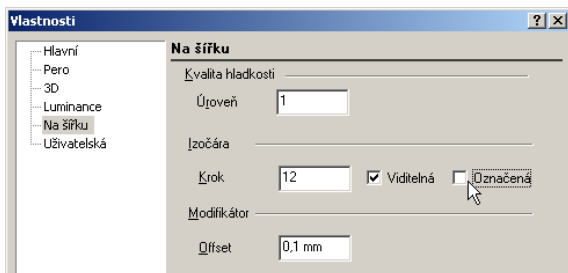 Vlastnosti
Hlavní
Pero
3D
Luminance
Na šířku
Uživatelská
Na šířku
Kvalita hladkosti
Úroveň 1
Izočára
Krok 12 Viditelná Označená
Modifikátor
Offset 0,1 mm